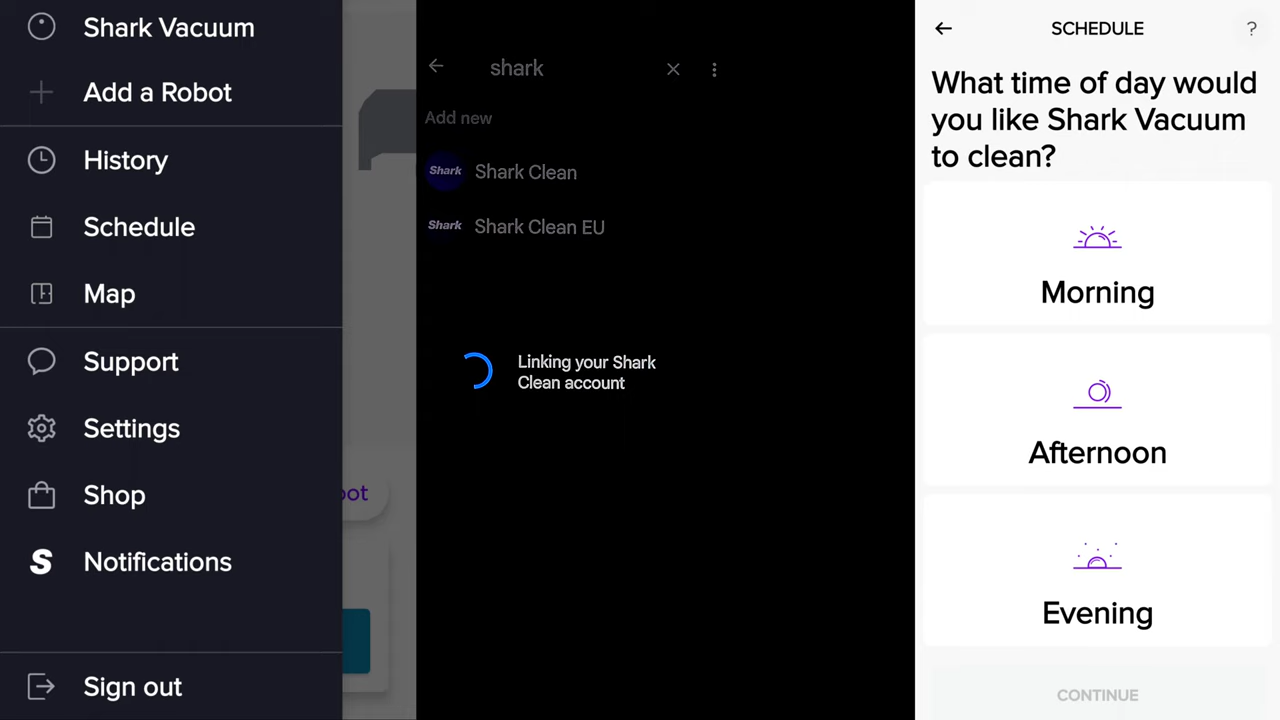 Shark Vacuum
Add a Robot
History
Schedule
Map
Support
Settings
Shop
S
Notifications
Sign out
shark
Add new
Shark
Shark Clean
Shark
Shark Clean EU
Linking your Shark
Clean account
SCHEDULE
?
What time of day would
you like Shark Vacuum
to clean?
Morning
Afternoon
Evening
CONTINUE